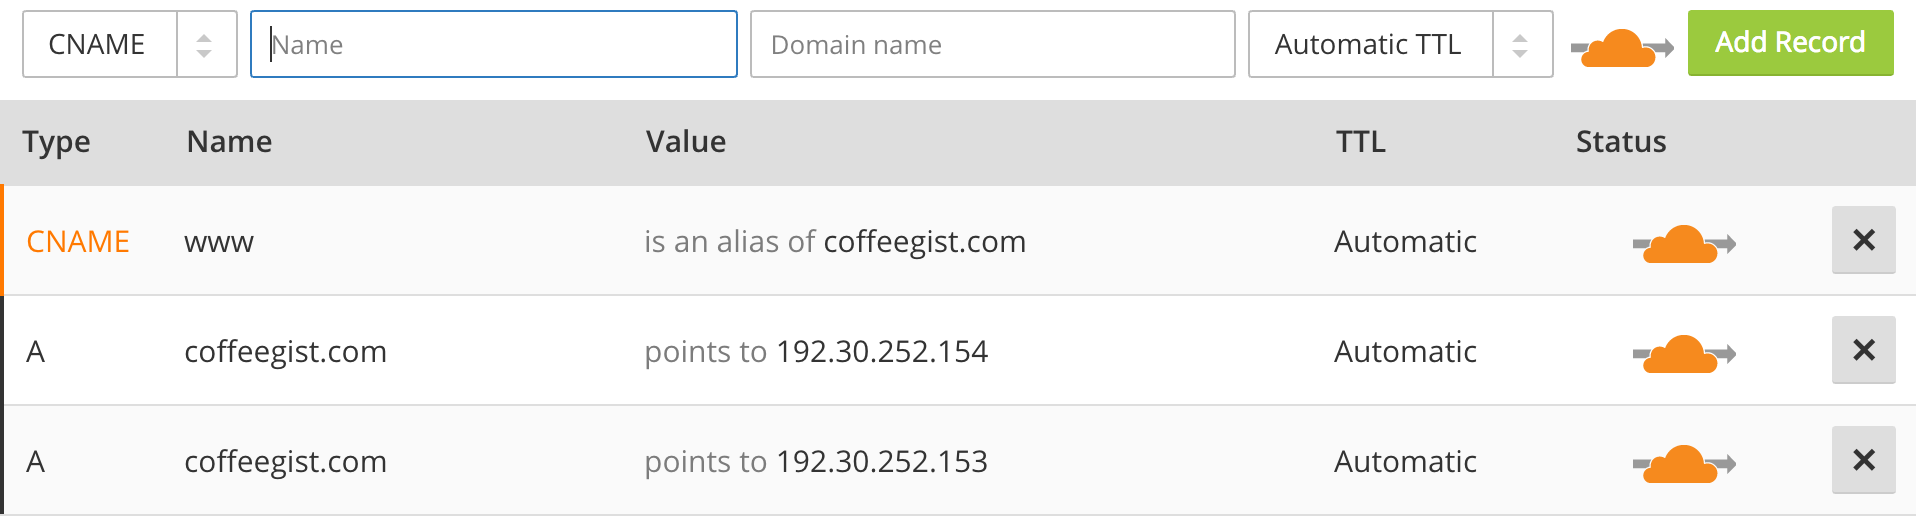 CNAME Name Domain name Automatic TTL Add Record
Type Name Value TTL Status
CNAME www is an alias of coffeegist.com Automatic
A coffeegist.com points to 192.30.252.154 Automatic
A coffeegist.com points to 192.30.252.153 Automatic